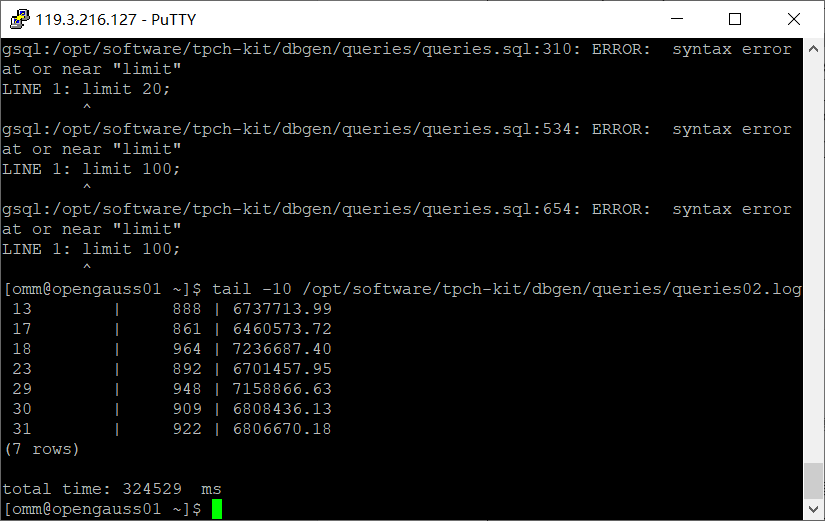 119.3.216.127 - PuTTY
gsql:/opt/software/tpch-kit/dbgen/queries/queries.sql:310: ERROR:  syntax error
at or near "limit"
LINE 1: limit 20;
        ^
gsql:/opt/software/tpch-kit/dbgen/queries/queries.sql:534: ERROR:  syntax error
at or near "limit"
LINE 1: limit 100;
        ^
gsql:/opt/software/tpch-kit/dbgen/queries/queries.sql:654: ERROR:  syntax error
at or near "limit"
LINE 1: limit 100;
        ^
[omm@opengauss01 ~]$ tail -10 /opt/software/tpch-kit/dbgen/queries/queries02.log
 13        |     888 | 6737713.99
 17        |     861 | 6460573.72
 18        |     964 | 7236687.40
 23        |     892 | 6701457.95
 29        |     948 | 7158866.63
 30        |     909 | 6808436.13
 31        |     922 | 6806670.18
(7 rows)
total time: 324529  ms
[omm@opengauss01 ~]$